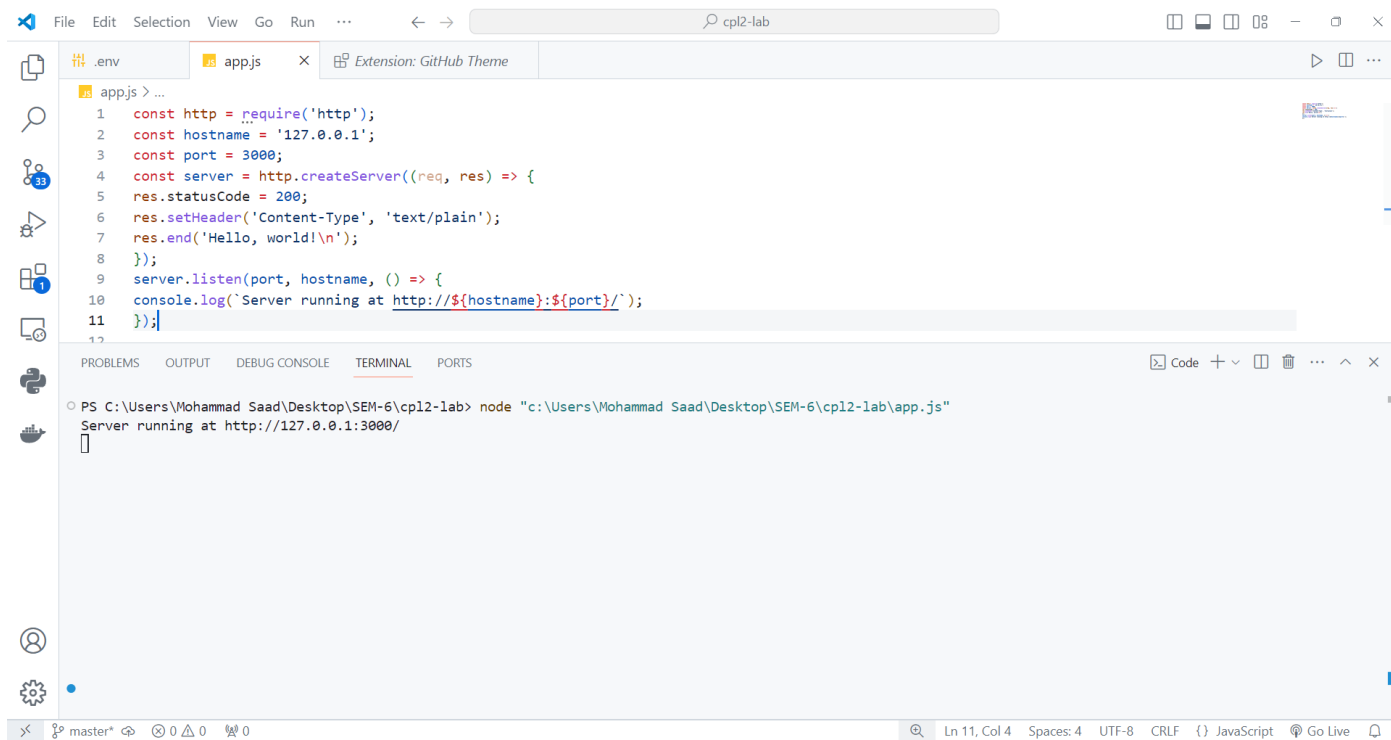 File Edit Selection View Go Run ··· cpl2-lab
.env app.js Extension: GitHub Theme
JS app.js > ...
1 const http = require('http');
2 const hostname = '127.0.0.1';
3 const port = 3000;
4 const server = http.createServer((req, res) => {
5 res.statusCode = 200;
6 res.setHeader('Content-Type', 'text/plain');
7 res.end('Hello, world!\n');
8 });
9 server.listen(port, hostname, () => {
10 console.log(`Server running at http://${hostname}:${port}/`);
11 });
12
33
1
PROBLEMS OUTPUT DEBUG CONSOLE TERMINAL PORTS Code
PS C:\Users\Mohammad Saad\Desktop\SEM-6\cpl2-lab> node "c:\Users\Mohammad Saad\Desktop\SEM-6\cpl2-lab\app.js"
Server running at http://127.0.0.1:3000/
master* 0 0 0 Ln 11, Col 4 Spaces: 4 UTF-8 CRLF {} JavaScript Go Live